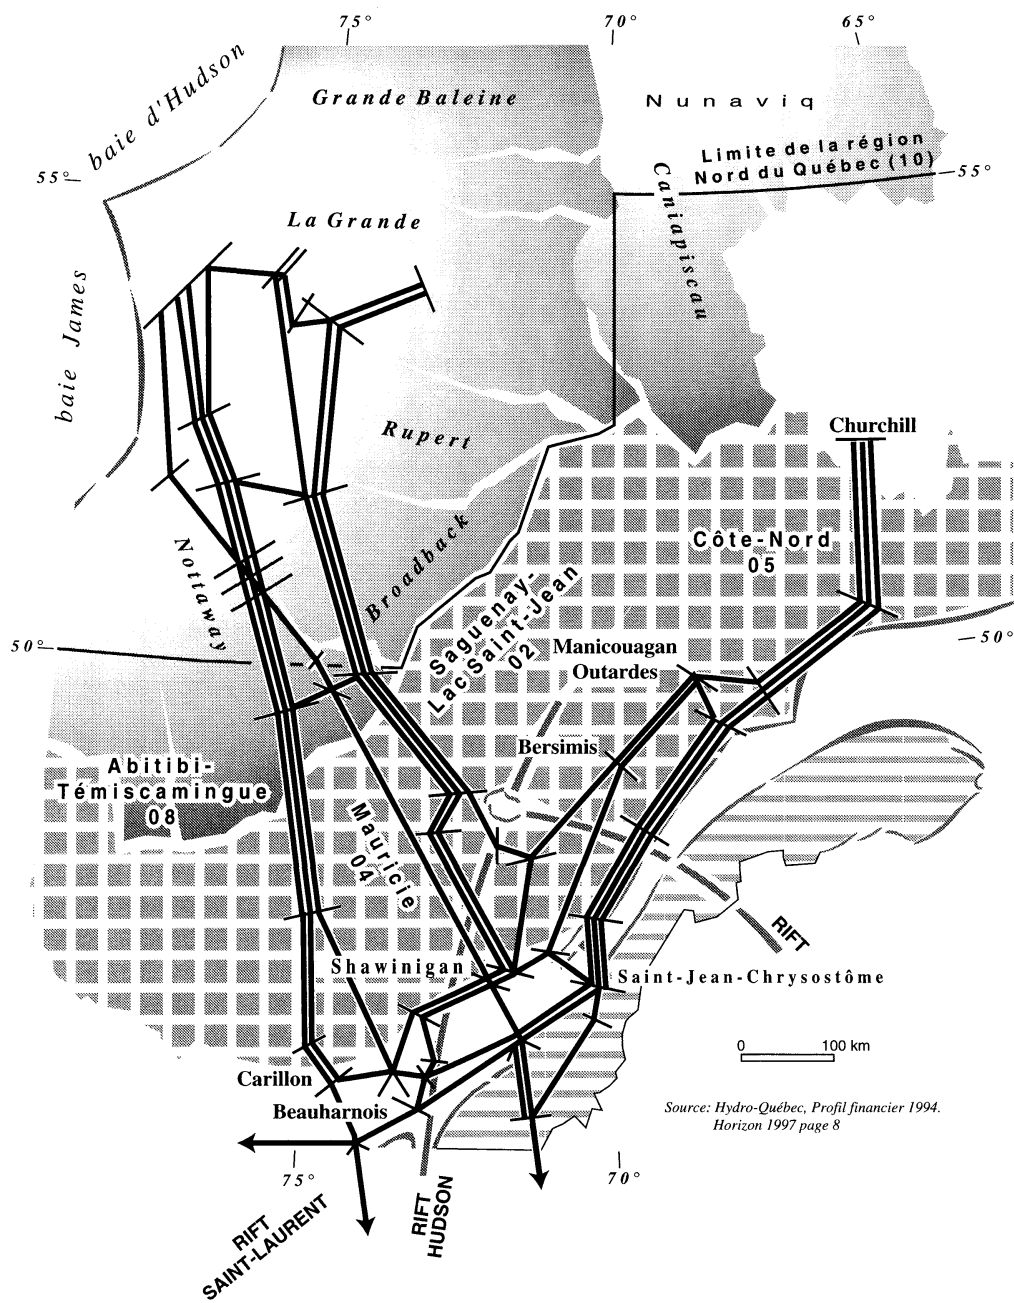 75°
70°
65°
baie d'Hudson
Grande Baleine
Nunaviq
Limite de la région
Nord du Québec (10)
55°
55°
Caniapiscau
La Grande
baie James
Rupert
Churchill
Nottaway
Broadback
Côte-Nord
05
Saguenay-
Lac Saint-Jean
02
50°
50°
Manicouagan
Outardes
Bersimis
Abitibi-
Témiscamingue
08
Mauricie
04
RIFT
Shawinigan
Saint-Jean-Chrysostôme
0 100 km
Carillon
Beauharnois
Source: Hydro-Québec, Profil financier 1994.
Horizon 1997 page 8
75°
70°
RIFT
SAINT-LAURENT
RIFT
HUDSON